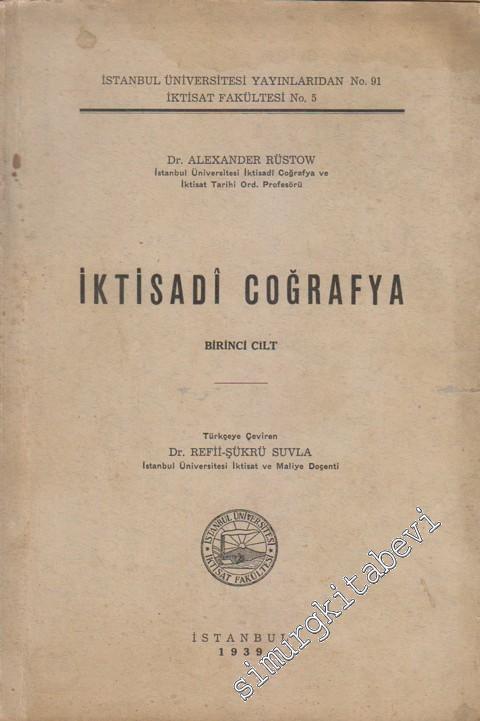 İSTANBUL ÜNİVERSİTESİ YAYINLARIDAN No. 91
İKTİSAT FAKÜLTESİ No. 5
Dr. ALEXANDER RÜSTOW
İstanbul Üniversitesi İktisadî Coğrafya ve
İktisat Tarihi Ord. Profesörü
İKTİSADÎ COĞRAFYA
BİRİNCİ CİLT
Türkçeye Çeviren
Dr. REFİİ-ŞÜKRÜ SUVLA
İstanbul Üniversitesi İktisat ve Maliye Doçenti
İSTANBUL ÜNİVERSİTESİ
İKTİSAT FAKÜLTESİ
İSTANBUL
1939
simurgkitabevi